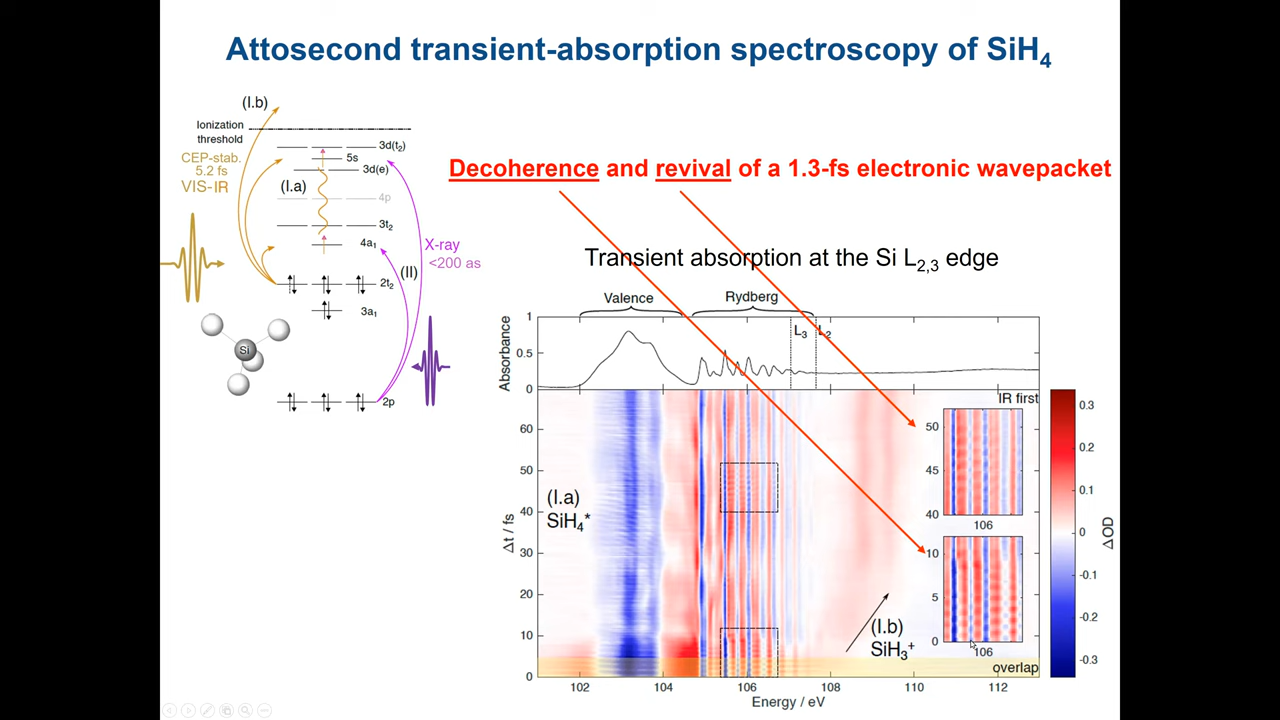 Attosecond transient-absorption spectroscopy of SiH4
(I.b)
Ionization
threshold
CEP-stab.
5.2 fs
VIS-IR
3d(t2)
5s
3d(e)
(I.a)
4p
3t2
4a1
X-ray
<200 as
(II)
2t2
3a1
Si
2p
Decoherence and revival of a 1.3-fs electronic wavepacket
Transient absorption at the Si L2,3 edge
Valence
Rydberg
1
0.5
0
Absorbance
L3
L2
IR first
60
50
40
30
20
10
0
Δt / fs
(I.a)
SiH4*
(I.b)
SiH3+
50
45
40
106
10
5
0
106
overlap
102
104
106
108
110
112
Energy / eV
0.3
0.2
0.1
0
-0.1
-0.2
-0.3
ΔOD